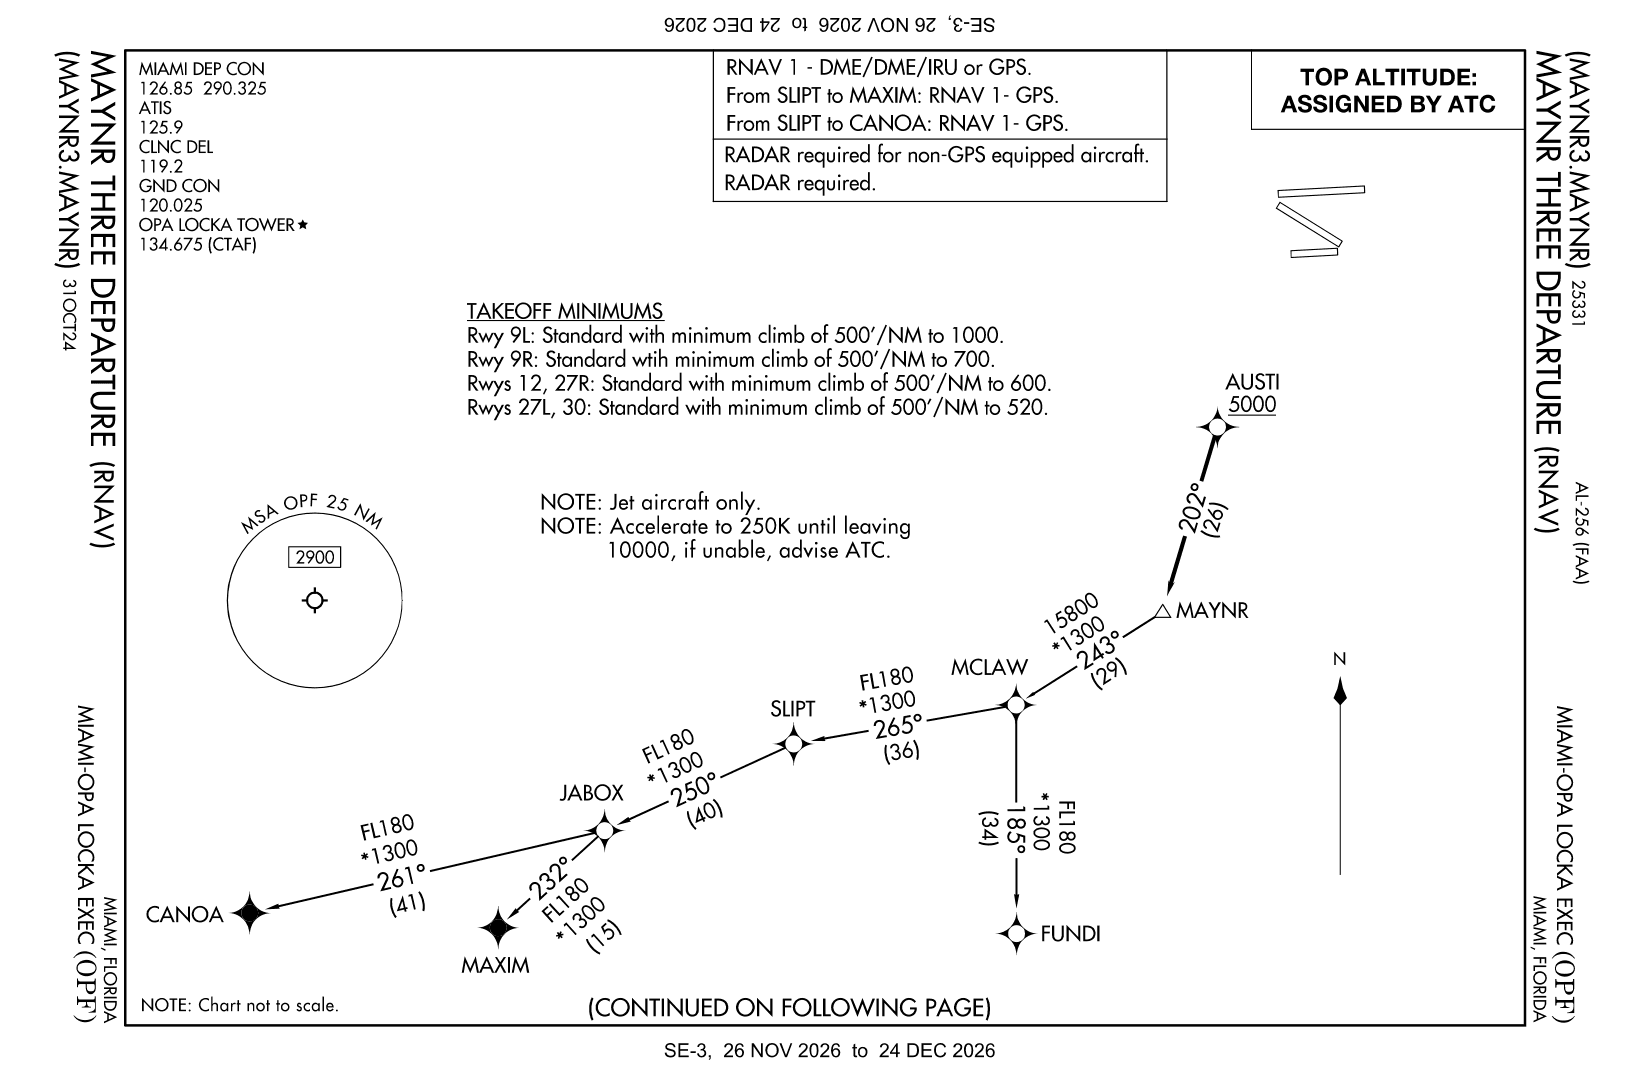 SE-3, 26 NOV 2026 to 24 DEC 2026
(MAYNR3.MAYNR) 31OCT24
MAYNR THREE DEPARTURE (RNAV)
MIAMI-OPA LOCKA EXEC (OPF)
MIAMI, FLORIDA
MIAMI DEP CON
126.85 290.325
ATIS
125.9
CLNC DEL
119.2
GND CON
120.025
OPA LOCKA TOWER★
134.675 (CTAF)
RNAV 1 - DME/DME/IRU or GPS.
From SLIPT to MAXIM: RNAV 1- GPS.
From SLIPT to CANOA: RNAV 1- GPS.
RADAR required for non-GPS equipped aircraft.
RADAR required.
TOP ALTITUDE:
ASSIGNED BY ATC
TAKEOFF MINIMUMS
Rwy 9L: Standard with minimum climb of 500'/NM to 1000.
Rwy 9R: Standard wtih minimum climb of 500'/NM to 700.
Rwys 12, 27R: Standard with minimum climb of 500'/NM to 600.
Rwys 27L, 30: Standard with minimum climb of 500'/NM to 520.
AUSTI
5000
202°
(26)
NOTE: Jet aircraft only.
NOTE: Accelerate to 250K until leaving
10000, if unable, advise ATC.
MSA OPF 25 NM
2900
MAYNR
15800
*1300
243°
(29)
MCLAW
FL180
*1300
265°
(36)
SLIPT
FL180
*1300
250°
(40)
JABOX
FL180
*1300
261°
(41)
CANOA
232°
FL180
*1300
(15)
MAXIM
FL180
*1300
185°
(34)
FUNDI
N
NOTE: Chart not to scale.
(CONTINUED ON FOLLOWING PAGE)
(MAYNR3.MAYNR) 25331
MAYNR THREE DEPARTURE (RNAV)
AL-256 (FAA)
MIAMI-OPA LOCKA EXEC (OPF)
MIAMI, FLORIDA
SE-3, 26 NOV 2026 to 24 DEC 2026